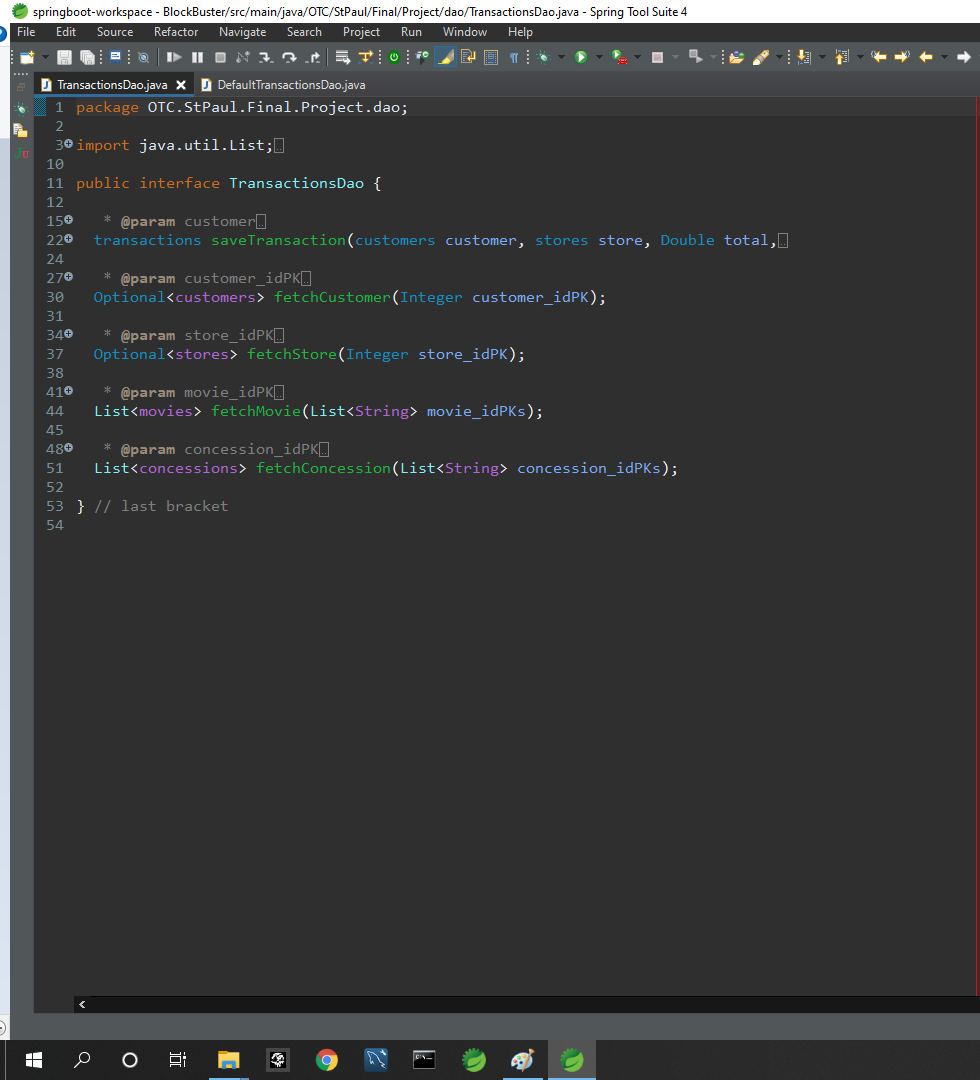 springboot-workspace - BlockBuster/src/main/java/OTC/StPaul/Final/Project/dao/TransactionsDao.java - Spring Tool Suite 4
File Edit Source Refactor Navigate Search Project Run Window Help
TransactionsDao.java DefaultTransactionsDao.java
1 package OTC.StPaul.Final.Project.dao;
2
3 import java.util.List;
10
11 public interface TransactionsDao {
12
15 * @param customer
22 transactions saveTransaction(customers customer, stores store, Double total,
24
27 * @param customer_idPK
30 Optional<customers> fetchCustomer(Integer customer_idPK);
31
34 * @param store_idPK
37 Optional<stores> fetchStore(Integer store_idPK);
38
41 * @param movie_idPK
44 List<movies> fetchMovie(List<String> movie_idPKs);
45
48 * @param concession_idPK
51 List<concessions> fetchConcession(List<String> concession_idPKs);
52
53 } // last bracket
54